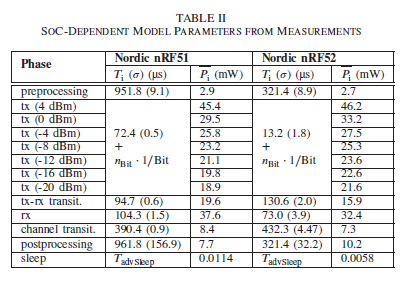 TABLE II
SOC-DEPENDENT MODEL PARAMETERS FROM MEASUREMENTS
Phase Nordic nRF51 Nordic nRF52
Ti (σ) (μs) Pi (mW) Ti (σ) (μs) Pi (mW)
preprocessing 951.8 (9.1) 2.9 321.4 (8.9) 2.7
tx (4 dBm) 45.4 46.2
tx (0 dBm) 29.5 33.2
tx (-4 dBm) 72.4 (0.5) 25.8 13.2 (1.8) 27.5
tx (-8 dBm) + 23.2 + 25.3
tx (-12 dBm) nBit · 1/Bit 21.1 nBit · 1/Bit 23.6
tx (-16 dBm) 19.8 22.6
tx (-20 dBm) 18.9 21.6
tx-rx transit. 94.7 (0.6) 19.6 130.6 (2.0) 15.9
rx 104.3 (1.5) 37.6 73.0 (3.9) 32.4
channel transit. 390.4 (0.9) 8.4 432.3 (4.47) 7.3
postprocessing 961.8 (156.9) 7.7 321.4 (32.2) 10.2
sleep TadvSleep 0.0114 TadvSleep 0.0058